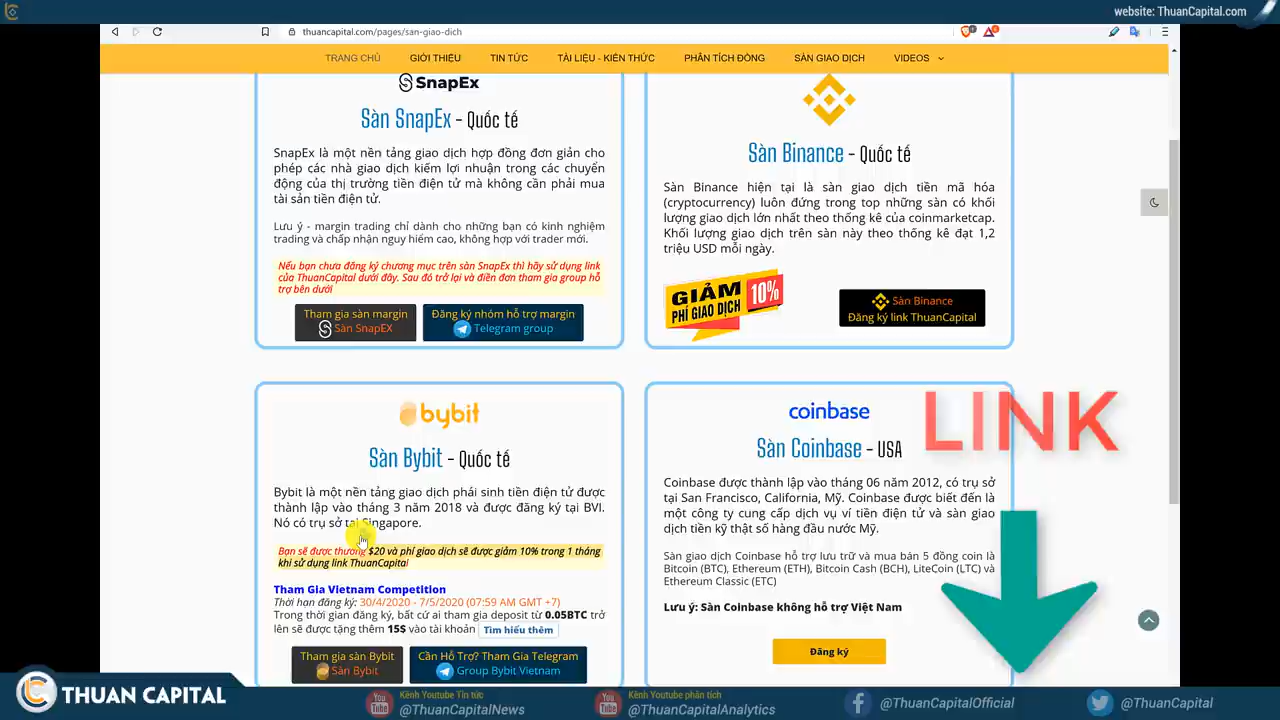 website: ThuanCapital.com
thuancapital.com/pages/san-giao-dich
TRANG CHỦ
GIỚI THIỆU
TIN TỨC
TÀI LIỆU - KIẾN THỨC
PHÂN TÍCH ĐỒNG
SÀN GIAO DỊCH
VIDEOS
SnapEx
Sàn SnapEx - Quốc tế
SnapEx là một nền tảng giao dịch hợp đồng đơn giản cho
phép các nhà giao dịch kiếm lợi nhuận trong các chuyển
động của thị trường tiền điện tử mà không cần phải mua
tài sản tiền điện tử.
Lưu ý - margin trading chỉ dành cho những bạn có kinh nghiệm
trading và chấp nhận nguy hiểm cao, không hợp với trader mới.
Nếu bạn chưa đăng ký chương mục trên sàn SnapEx thì hãy sử dụng link
của ThuanCapital dưới đây. Sau đó trở lại và điền đơn tham gia group hỗ
trợ bên dưới
Tham gia sàn margin
Sàn SnapEX
Đăng ký nhóm hỗ trợ margin
Telegram group
Sàn Binance - Quốc tế
Sàn Binance hiện tại là sàn giao dịch tiền mã hóa
(cryptocurrency) luôn đứng trong top những sàn có khối
lượng giao dịch lớn nhất theo thống kê của coinmarketcap.
Khối lượng giao dịch trên sàn này theo thống kê đạt 1,2
triệu USD mỗi ngày.
GIẢM
PHÍ GIAO DỊCH
10%
Sàn Binance
Đăng ký link ThuanCapital
bybit
Sàn Bybit - Quốc tế
Bybit là một nền tảng giao dịch phái sinh tiền điện tử được
thành lập vào tháng 3 năm 2018 và được đăng ký tại BVI.
Nó có trụ sở tại Singapore.
Bạn sẽ được thưởng $20 và phí giao dịch sẽ được giảm 10% trong 1 tháng
khi sử dụng link ThuanCapital
Tham Gia Vietnam Competition
Thời hạn đăng ký: 30/4/2020 - 7/5/2020 (07:59 AM GMT +7)
Trong thời gian đăng ký, bất cứ ai tham gia deposit từ 0.05BTC trở
lên sẽ được tặng thêm 15$ vào tài khoản Tìm hiểu thêm
Tham gia sàn Bybit
Sàn Bybit
Cần Hỗ Trợ? Tham Gia Telegram
Group Bybit Vietnam
coinbase
Sàn Coinbase - USA
Coinbase được thành lập vào tháng 06 năm 2012, có trụ sở
tại San Francisco, California, Mỹ. Coinbase được biết đến là
một công ty cung cấp dịch vụ ví tiền điện tử và sàn giao
dịch tiền kỹ thật số hàng đầu nước Mỹ.
Sàn giao dịch Coinbase hỗ trợ lưu trữ và mua bán 5 đồng coin là
Bitcoin (BTC), Ethereum (ETH), Bitcoin Cash (BCH), LiteCoin (LTC) và
Ethereum Classic (ETC)
Lưu ý: Sàn Coinbase không hỗ trợ Việt Nam
Đăng ký
LINK
THUAN CAPITAL
Kênh Youtube Tin tức
@ThuanCapitalNews
Kênh Youtube phân tích
@ThuanCapitalAnalytics
@ThuanCapitalOfficial
@ThuanCapital